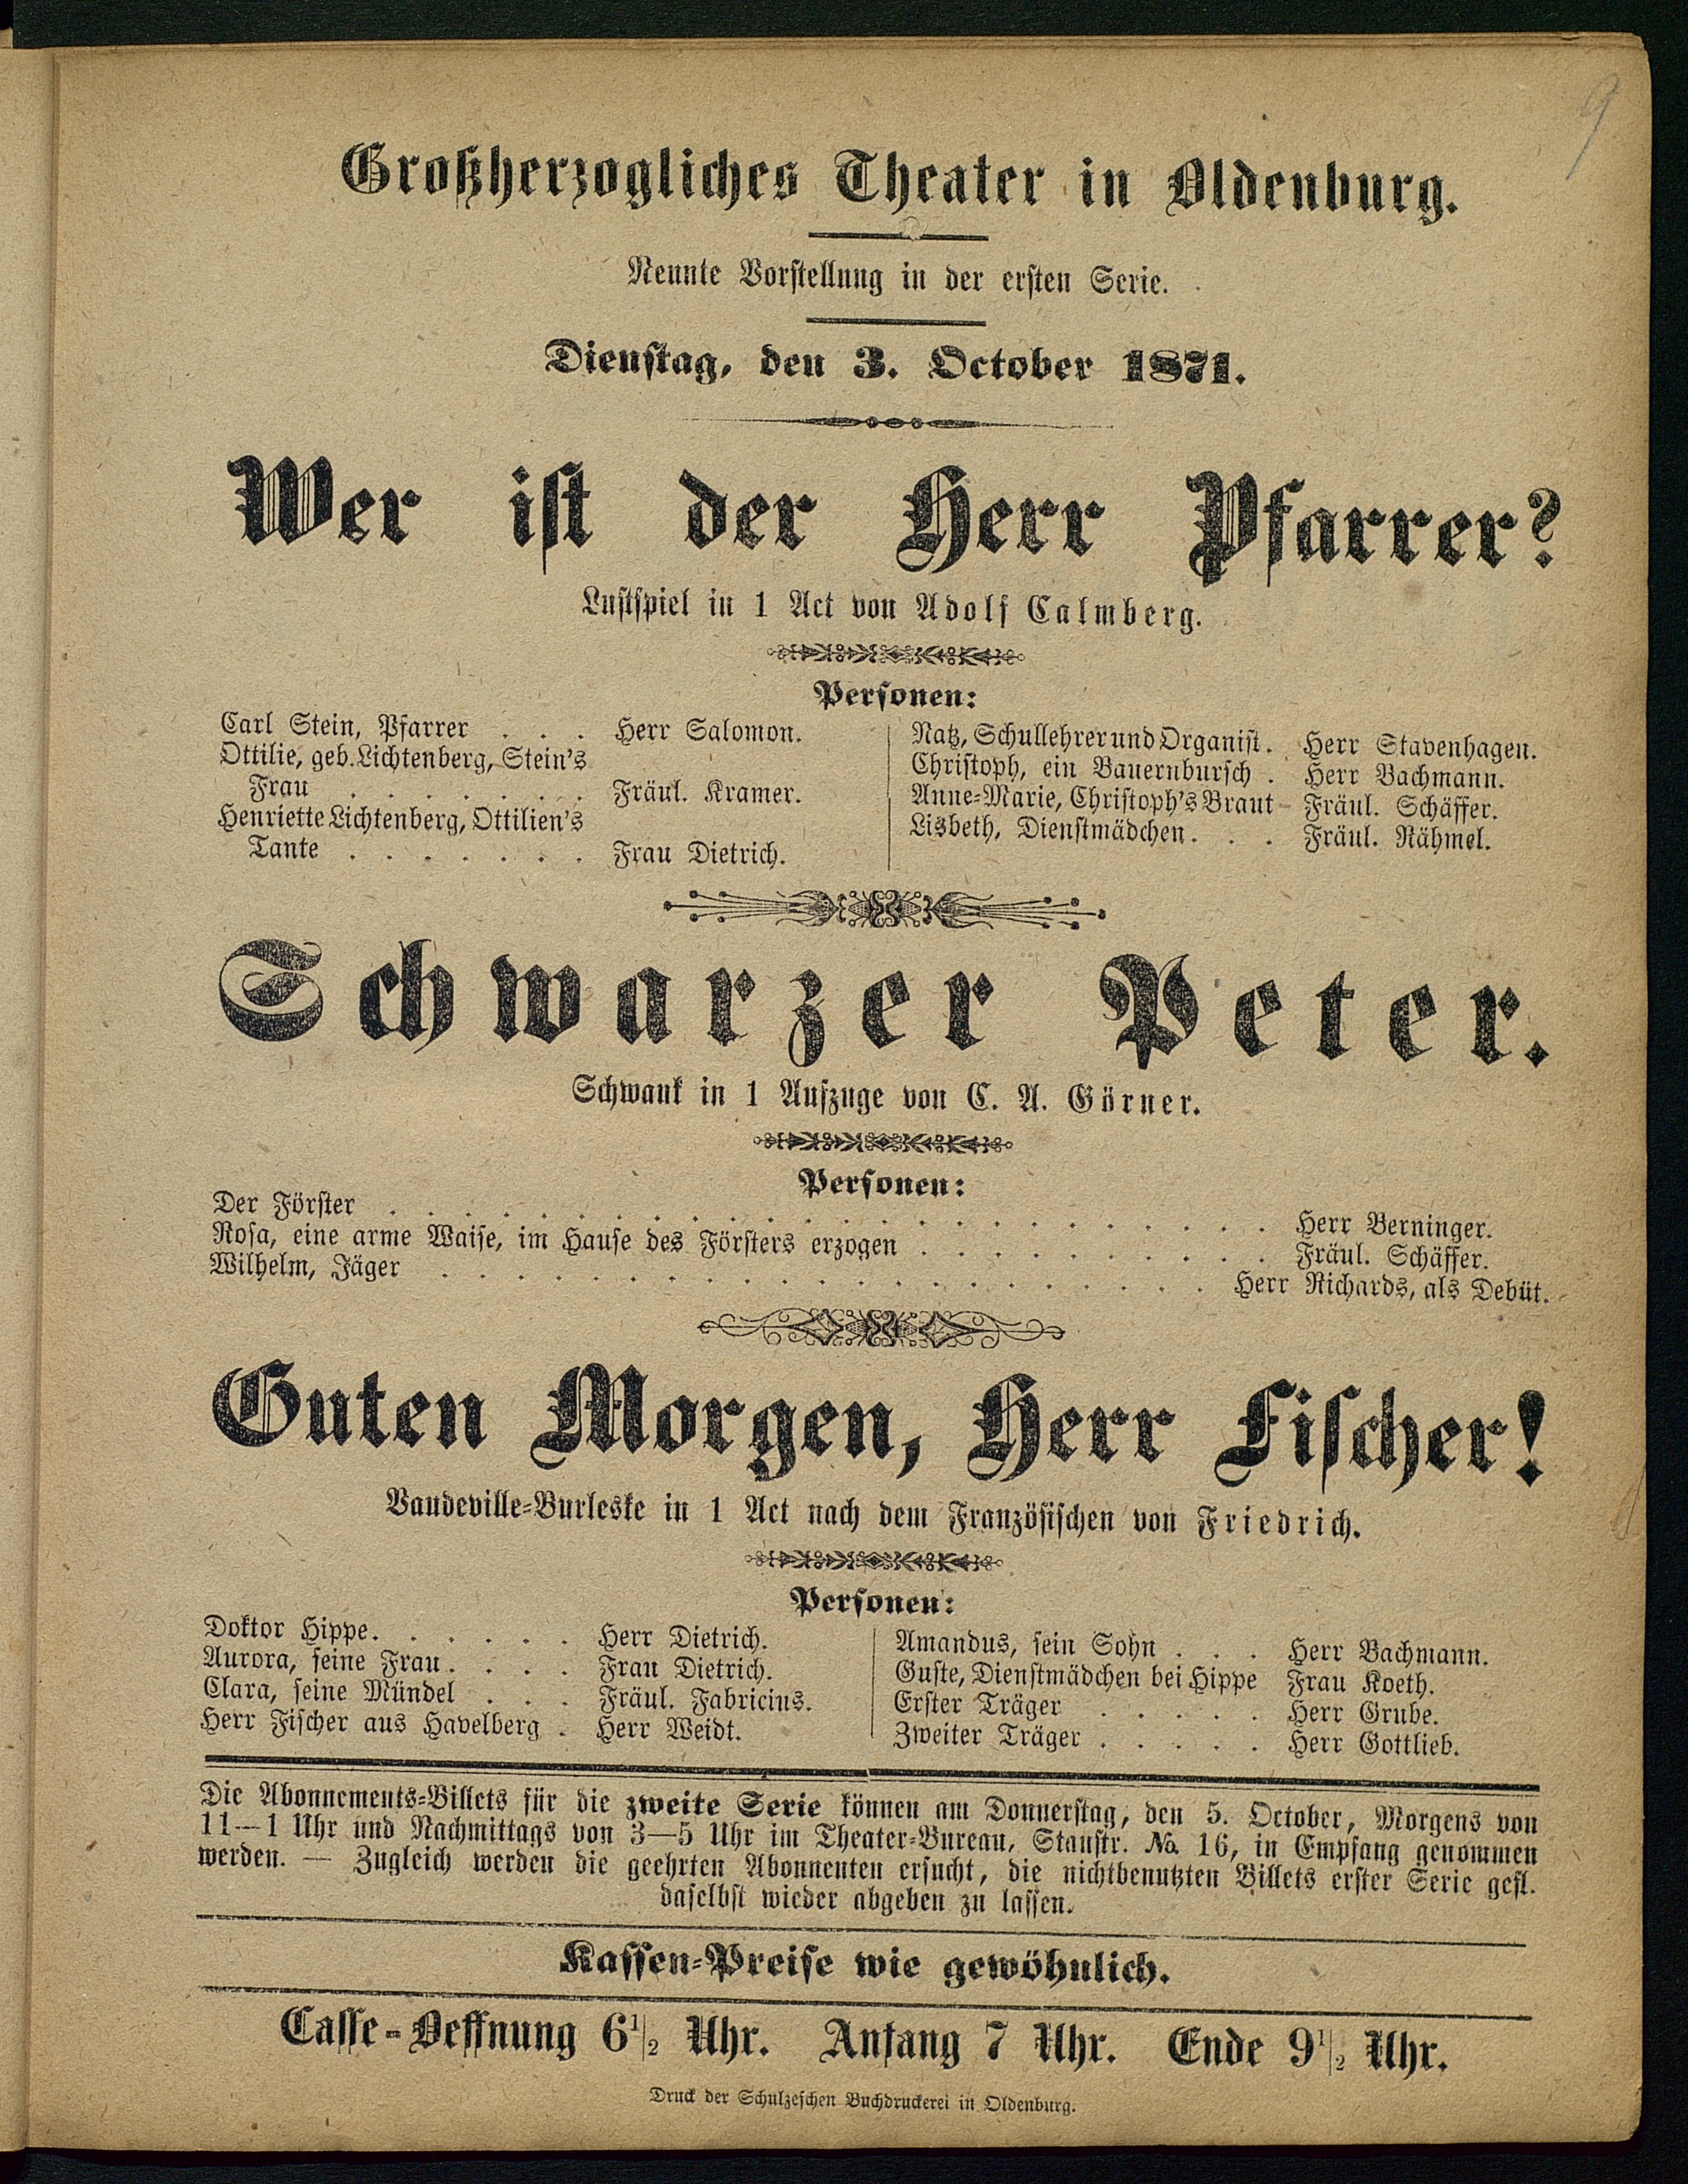 9
Großherzogliches Theater in Oldenburg.
Neunte Vorstellung in der ersten Serie.
Dienstag, den 3. October 1871.
Wer ist der Herr Pfarrer?
Lustspiel in 1 Act von Adolf Calmberg.
Personen:
Carl Stein, Pfarrer . . . Herr Salomon.
Ottilie, geb. Lichtenberg, Stein's
Frau . . . . . . . Fräul. Kramer.
Henriette Lichtenberg, Ottilien's
Tante . . . . . . . Frau Dietrich.
Natz, Schullehrer und Organist. Herr Stavenhagen.
Christoph, ein Bauernbursch . Herr Bachmann.
Anne-Marie, Christoph's Braut Fräul. Schäffer.
Lisbeth, Dienstmädchen. . . Fräul. Nähmel.
Schwarzer Peter.
Schwank in 1 Aufzuge von C. A. Görner.
Personen:
Der Förster . . . . . . . . . . . . . . . . . . . . . . . . Herr Berninger.
Rosa, eine arme Waise, im Hause des Försters erzogen . . . . . . . . . . Fräul. Schäffer.
Wilhelm, Jäger . . . . . . . . . . . . . . . . . . . . . Herr Richards, als Debüt.
Guten Morgen, Herr Fischer!
Vaudeville-Burleske in 1 Act nach dem Französischen von Friedrich.
Personen:
Doktor Hippe. . . . . . Herr Dietrich.
Aurora, seine Frau. . . . Frau Dietrich.
Clara, seine Mündel . . . Fräul. Fabricius.
Herr Fischer aus Havelberg . Herr Weidt.
Amandus, sein Sohn . . . Herr Bachmann.
Guste, Dienstmädchen bei Hippe Frau Koeth.
Erster Träger . . . . . Herr Grube.
Zweiter Träger . . . . . Herr Gottlieb.
Die Abonnements-Billets für die zweite Serie können am Donnerstag, den 5. October, Morgens von
11—1 Uhr und Nachmittags von 3—5 Uhr im Theater-Bureau, Staustr. No. 16, in Empfang genommen
werden. — Zugleich werden die geehrten Abonnenten ersucht, die nichtbenutzten Billets erster Serie gefl.
daselbst wieder abgeben zu lassen.
Kassen-Preise wie gewöhnlich.
Casse-Oeffnung 6 1/2 Uhr. Anfang 7 Uhr. Ende 9 1/2 Uhr.
Druck der Schulzeschen Buchdruckerei in Oldenburg.